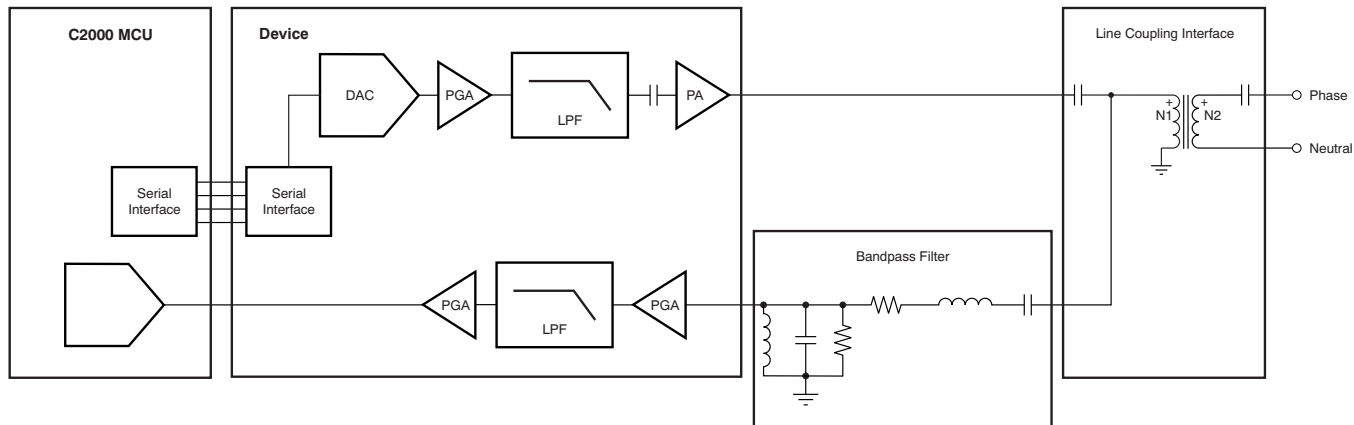 C2000 MCU
Device
Line Coupling Interface
DAC
PGA
LPF
PA
+
N1
+
N2
Phase
Neutral
Serial
Interface
Serial
Interface
Bandpass Filter
PGA
LPF
PGA